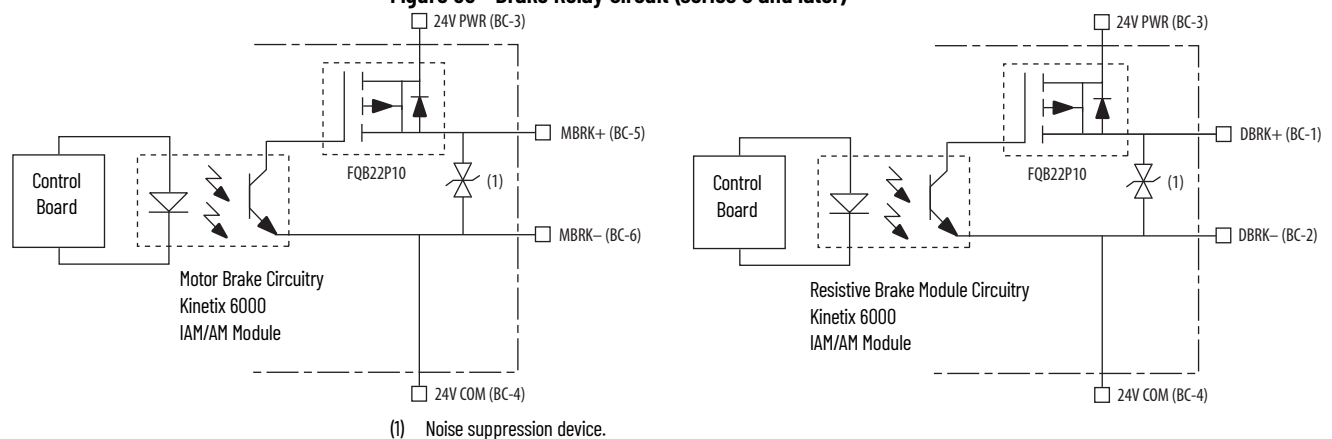 Figure - Brake Relay Circuit (Series and later)
24V PWR (BC-3)
MBRK+ (BC-5)
FQB22P10
(1)
Control
Board
MBRK– (BC-6)
Motor Brake Circuitry
Kinetix 6000
IAM/AM Module
24V COM (BC-4)
24V PWR (BC-3)
DBRK+ (BC-1)
FQB22P10
(1)
Control
Board
DBRK– (BC-2)
Resistive Brake Module Circuitry
Kinetix 6000
IAM/AM Module
24V COM (BC-4)
(1) Noise suppression device.